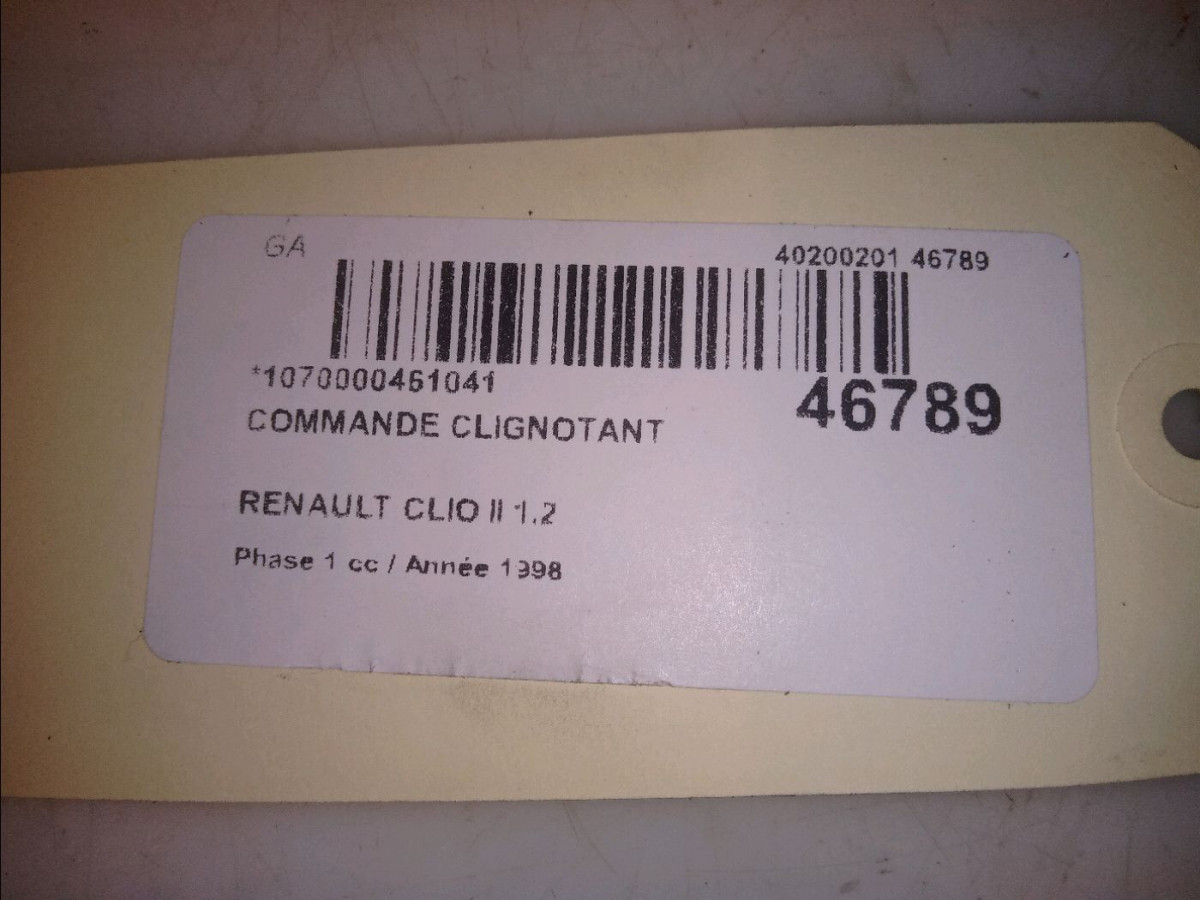 GA
40200201 46789
*1070000461041
46789
COMMANDE CLIGNOTANT
RENAULT CLIO II 1.2
Phase 1 cc / Année 1998